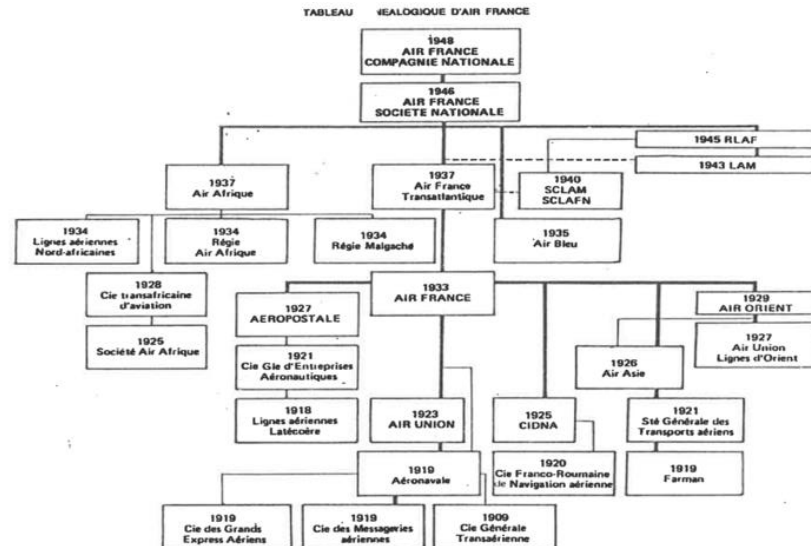 TABLEAU NEALOGIQUE D'AIR FRANCE
1948
AIR FRANCE
COMPAGNIE NATIONALE
1946
AIR FRANCE
SOCIETE NATIONALE
1945 RLAF
1943 LAM
1937
Air Afrique
1937
Air France
Transatlantique
1940
SCLAM
SCLAFN
1934
Lignes aériennes
Nord-africaines
1934
Régie
Air Afrique
1934
Régie Malgaché
1935
Air Bleu
1928
Cie transafricaine
d'aviation
1925
Société Air Afrique
1933
AIR FRANCE
1927
AEROPOSTALE
1929
AIR ORIENT
1927
Air Union
Lignes d'Orient
1926
Air Asie
1921
Cie Gle d'Entreprises
Aéronautiques
1918
Lignes aériennes
Latécoère
1923
AIR UNION
1925
CIDNA
1921
Sté Générale des
Transports aériens
1919
Aéronavale
1920
Cie Franco-Roumaine
de Navigation aérienne
1919
Farman
1919
Cie des Grands
Express Aériens
1919
Cie des Messageries
aériennes
1909
Cie Générale
Transaérienne